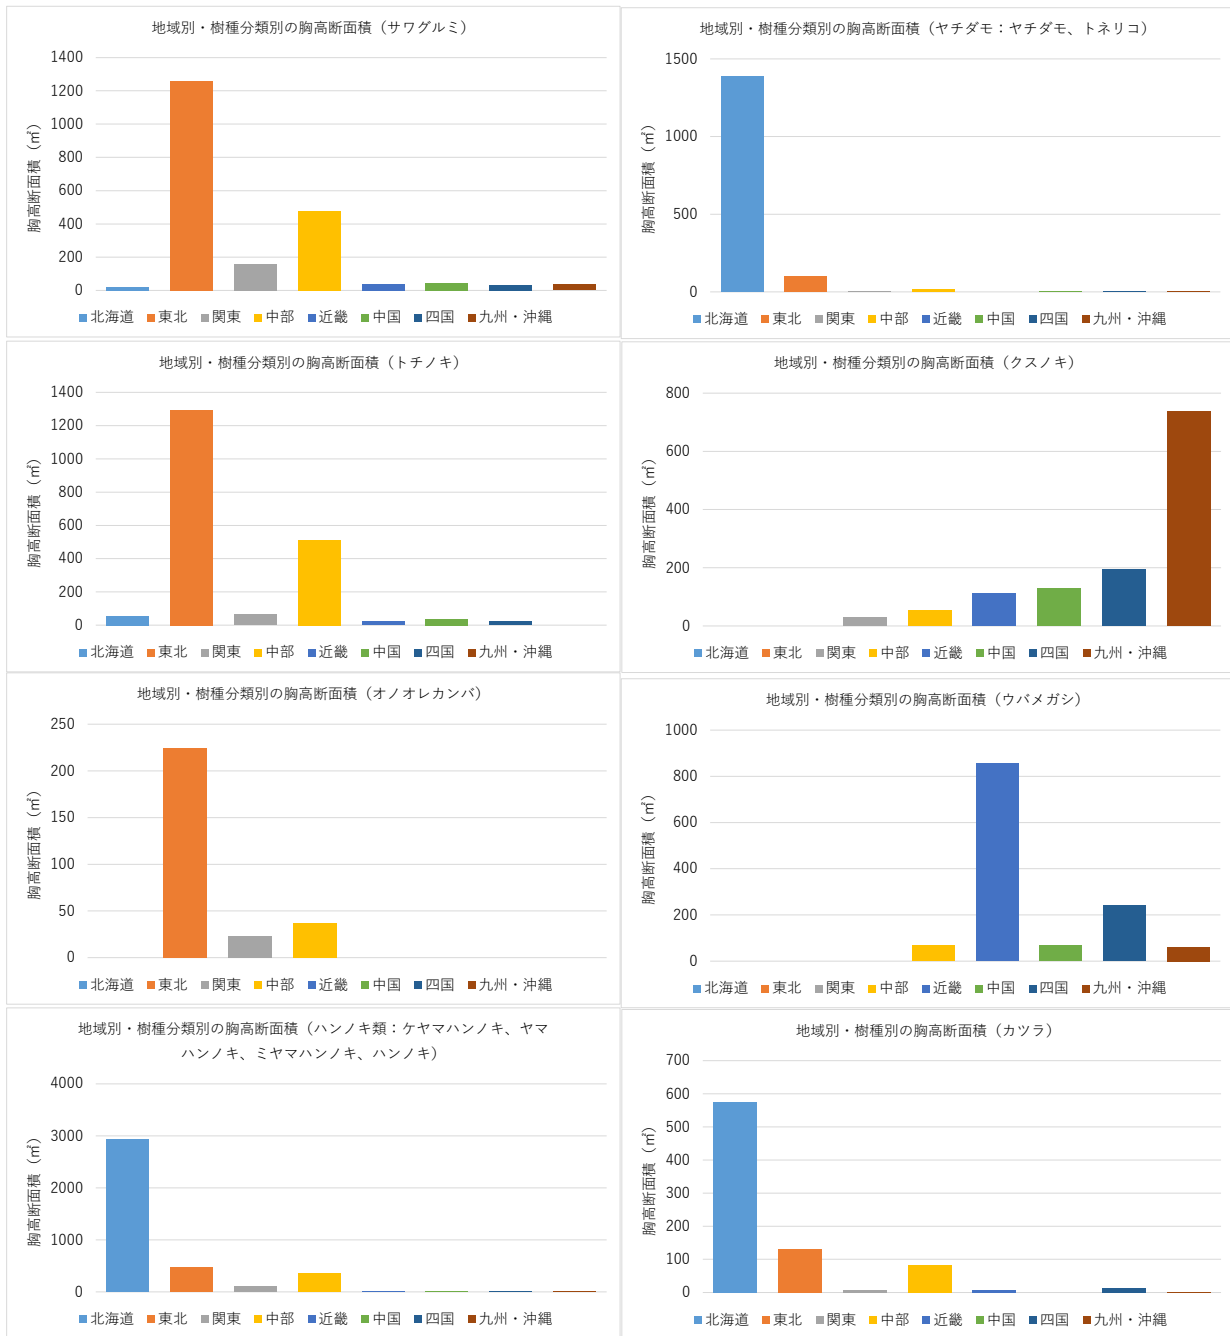 地域別・樹種分類別の胸高断面積（サワグルミ）
胸高断面積（㎡）
1400
1200
1000
800
600
400
200
0
北海道 東北 関東 中部 近畿 中国 四国 九州・沖縄
地域別・樹種分類別の胸高断面積（ヤチダモ：ヤチダモ、トネリコ）
胸高断面積（㎡）
1500
1000
500
0
北海道 東北 関東 中部 近畿 中国 四国 九州・沖縄
地域別・樹種分類別の胸高断面積（トチノキ）
胸高断面積（㎡）
1400
1200
1000
800
600
400
200
0
北海道 東北 関東 中部 近畿 中国 四国 九州・沖縄
地域別・樹種分類別の胸高断面積（クスノキ）
胸高断面積（㎡）
800
600
400
200
0
北海道 東北 関東 中部 近畿 中国 四国 九州・沖縄
地域別・樹種分類別の胸高断面積（オノオレカンバ）
胸高断面積（㎡）
250
200
150
100
50
0
北海道 東北 関東 中部 近畿 中国 四国 九州・沖縄
地域別・樹種分類別の胸高断面積（ウバメガシ）
胸高断面積（㎡）
1000
800
600
400
200
0
北海道 東北 関東 中部 近畿 中国 四国 九州・沖縄
地域別・樹種分類別の胸高断面積（ハンノキ類：ケヤマハンノキ、ヤマ
ハンノキ、ミヤマハンノキ、ハンノキ）
胸高断面積（㎡）
4000
3000
2000
1000
0
北海道 東北 関東 中部 近畿 中国 四国 九州・沖縄
地域別・樹種別の胸高断面積（カツラ）
胸高断面積（㎡）
700
600
500
400
300
200
100
0
北海道 東北 関東 中部 近畿 中国 四国 九州・沖縄